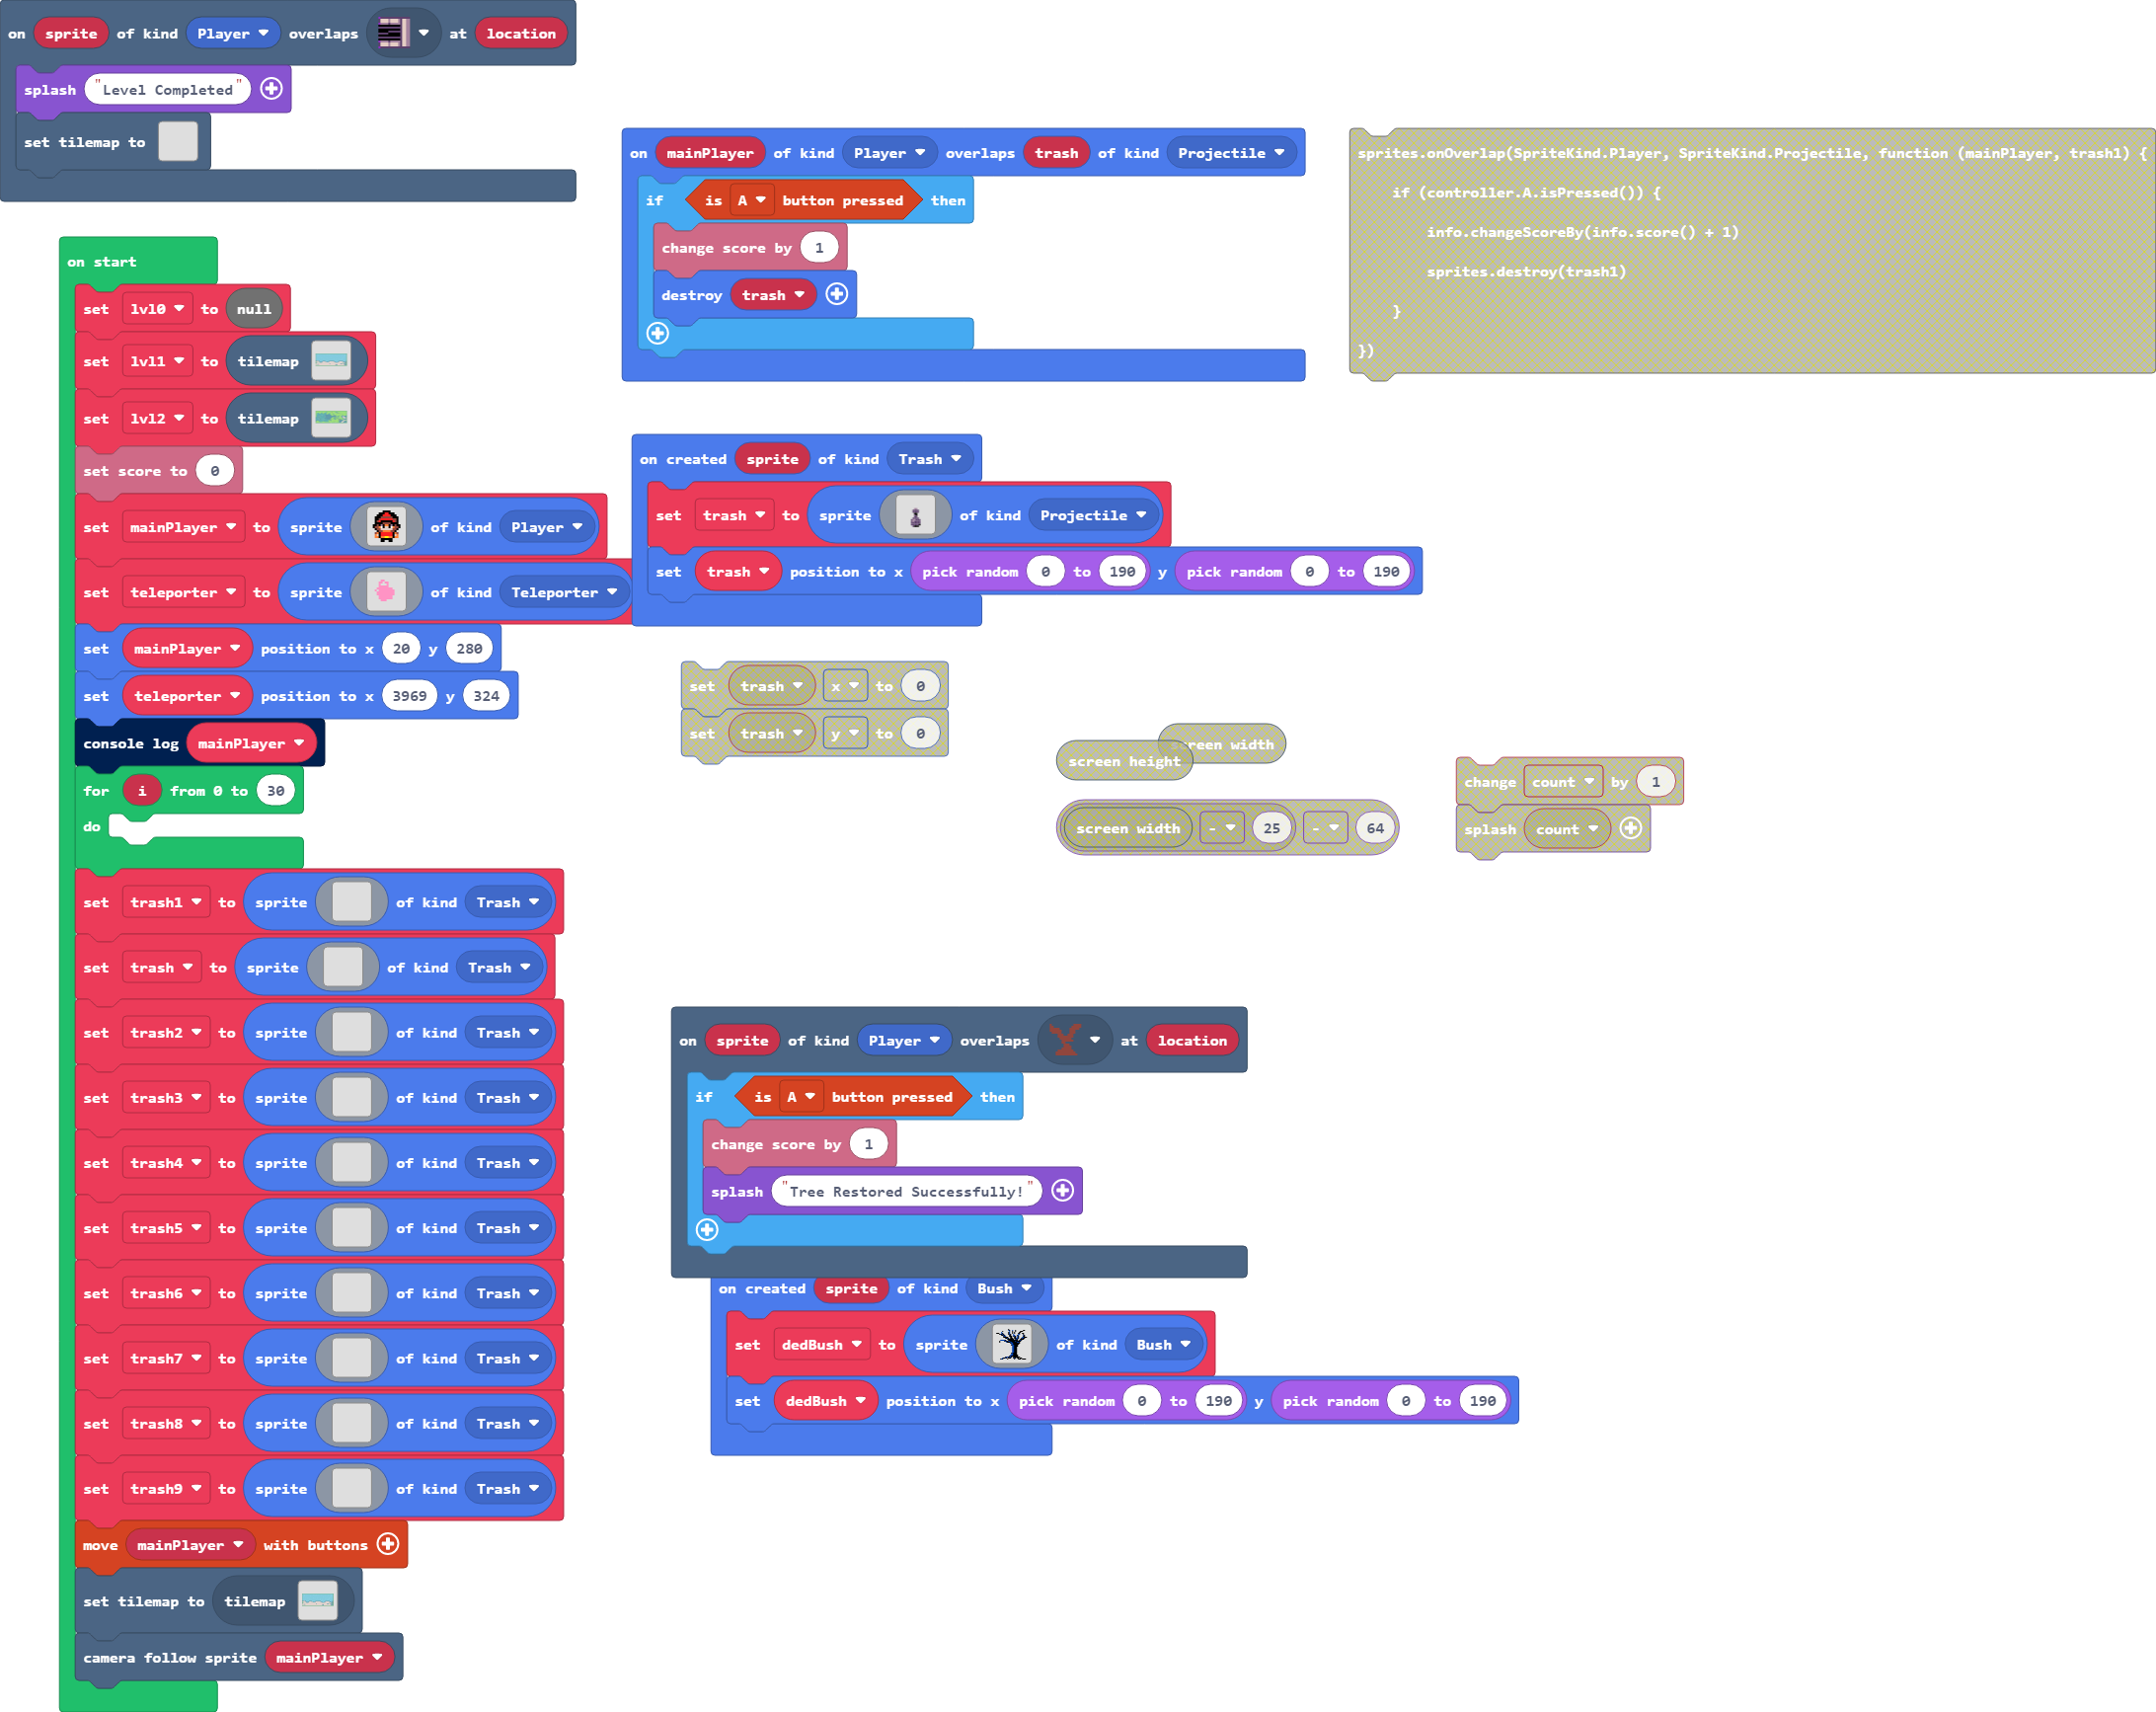 on sprite of kind Player overlaps at location
splash "Level Completed"
set tilemap to
on start
set lvl0 to null
set lvl1 to tilemap
set lvl2 to tilemap
set score to 0
set mainPlayer to sprite of kind Player
set teleporter to sprite of kind Teleporter
set mainPlayer position to x 20 y 280
set teleporter position to x 3969 y 324
console log mainPlayer
for i from 0 to 30
do
set trash1 to sprite of kind Trash
set trash to sprite of kind Trash
set trash2 to sprite of kind Trash
set trash3 to sprite of kind Trash
set trash4 to sprite of kind Trash
set trash5 to sprite of kind Trash
set trash6 to sprite of kind Trash
set trash7 to sprite of kind Trash
set trash8 to sprite of kind Trash
set trash9 to sprite of kind Trash
move mainPlayer with buttons
set tilemap to tilemap
camera follow sprite mainPlayer
on mainPlayer of kind Player overlaps trash of kind Projectile
if is A button pressed then
change score by 1
destroy trash
sprites.onOverlap(SpriteKind.Player, SpriteKind.Projectile, function (mainPlayer, trash1) {
if (controller.A.isPressed()) {
info.changeScoreBy(info.score() + 1)
sprites.destroy(trash1)
}
})
on created sprite of kind Trash
set trash to sprite of kind Projectile
set trash position to x pick random 0 to 190 y pick random 0 to 190
set trash x to 0
set trash y to 0
screen width
screen height
screen width - 25 - 64
change count by 1
splash count
on sprite of kind Player overlaps at location
if is A button pressed then
change score by 1
splash "Tree Restored Successfully!"
on created sprite of kind Bush
set dedBush to sprite of kind Bush
set dedBush position to x pick random 0 to 190 y pick random 0 to 190